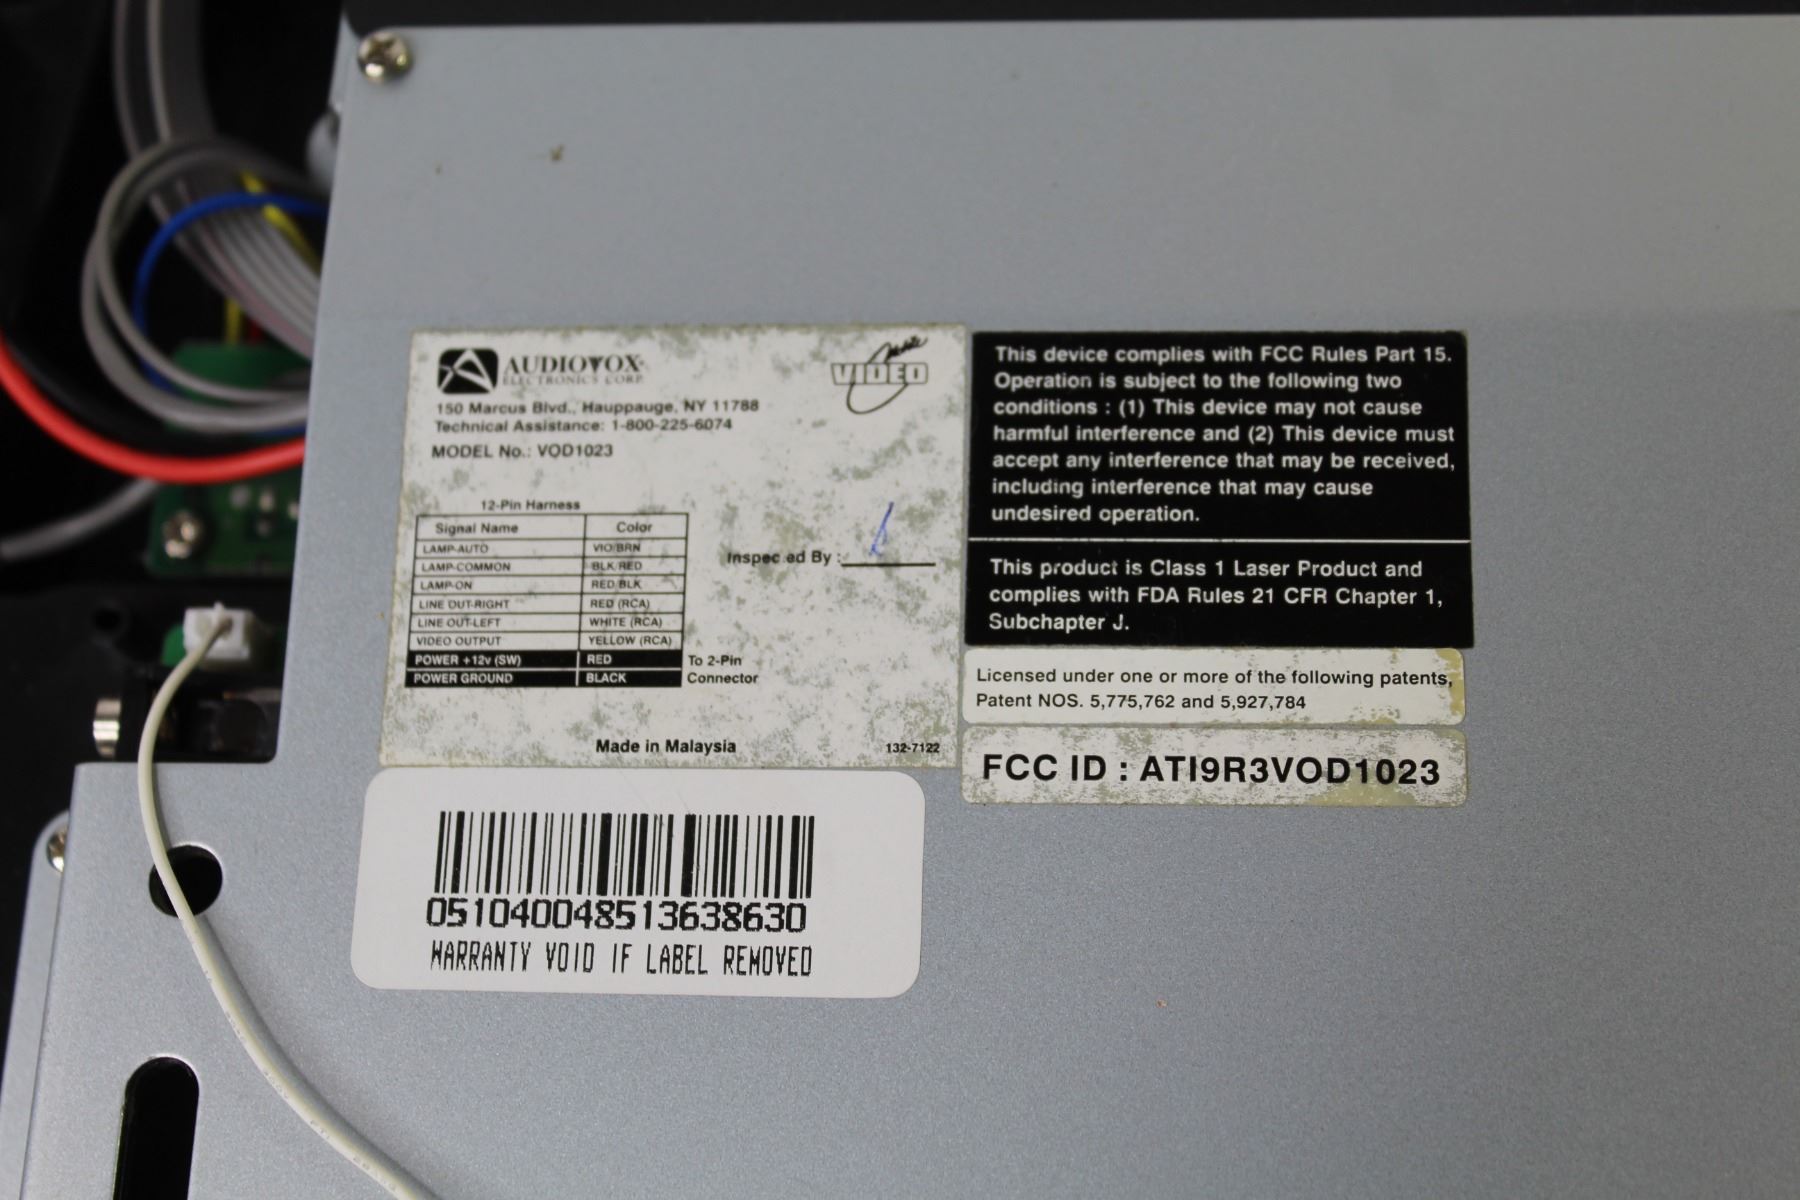 AUDIOVOX
ELECTRONICS CORP.
Mobile
VIDEO
150 Marcus Blvd., Hauppauge, NY 11788
Technical Assistance: 1-800-225-6074
MODEL No.: VOD1023
12-Pin Harness
Signal Name Color
LAMP-AUTO VIO/BRN
LAMP-COMMON BLK/RED
LAMP-ON RED/BLK
LINE OUT-RIGHT RED (RCA)
LINE OUT-LEFT WHITE (RCA)
VIDEO OUTPUT YELLOW (RCA)
POWER +12v (SW) RED To 2-Pin
POWER GROUND BLACK Connector
Inspec ed By :
Made in Malaysia 132-7122
This device complies with FCC Rules Part 15.
Operation is subject to the following two
conditions : (1) This device may not cause
harmful interference and (2) This device must
accept any interference that may be received,
including interference that may cause
undesired operation.
This product is Class 1 Laser Product and
complies with FDA Rules 21 CFR Chapter 1,
Subchapter J.
Licensed under one or more of the following patents,
Patent NOS. 5,775,762 and 5,927,784
FCC ID : ATI9R3VOD1023
051040048513638630
WARRANTY VOID IF LABEL REMOVED